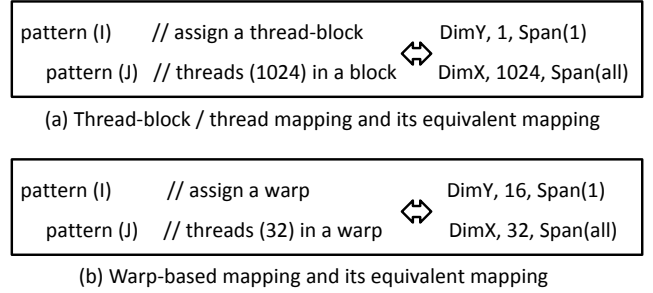 pattern (I) // assign a thread-block DimY, 1, Span(1)
pattern (J) // threads (1024) in a block DimX, 1024, Span(all)
(a) Thread-block / thread mapping and its equivalent mapping
pattern (I) // assign a warp DimY, 16, Span(1)
pattern (J) // threads (32) in a warp DimX, 32, Span(all)
(b) Warp-based mapping and its equivalent mapping